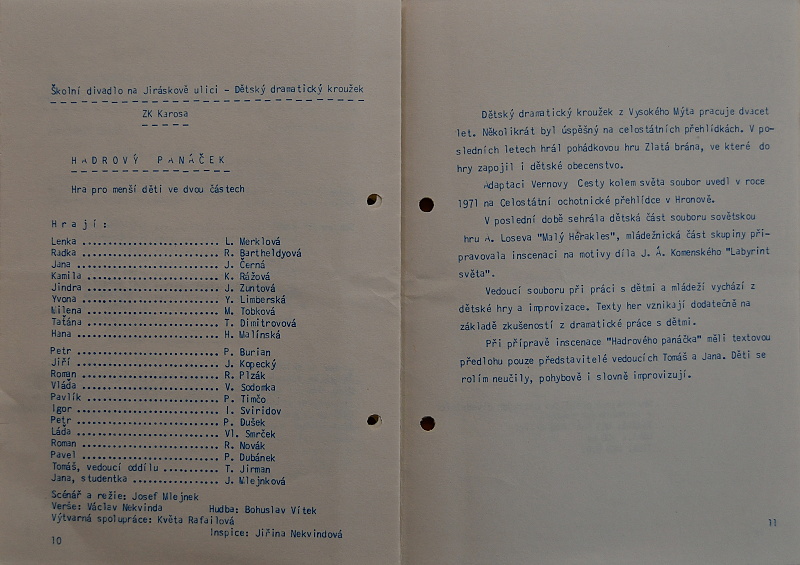 Školní divadlo na Jiráskově ulici - Dětský dramatický kroužek
ZK Karosa
HADROVÝ PANÁČEK
Hra pro menší děti ve dvou částech
Hrají:
Lenka ........................ L. Merklová
Radka ........................ R. Bartheldyová
Jana ......................... J. Černá
Kamila ....................... K. Rážová
Jindra ....................... J. Zuntová
Yvona ........................ Y. Limberská
Milena ....................... M. Tobková
Taťána ....................... T. Dimitrovová
Hana ......................... H. Malínská
Petr ......................... P. Burian
Jiří ......................... J. Kopecký
Roman ........................ R. Plzák
Vláďa ........................ V. Sodomka
Pavlík ....................... P. Timčo
Igor ......................... I. Sviridov
Petr ......................... P. Dušek
Láďa ......................... Vl. Smrček
Roman ........................ R. Novák
Pavel ........................ P. Dubánek
Tomáš, vedoucí oddílu .......... T. Jirman
Jana, studentka ............... J. Mlejnková
Scénář a režie: Josef Mlejnek
Verše: Václav Nekvinda Hudba: Bohuslav Vítek
Výtvarná spolupráce: Květa Rafailová
Inspice: Jiřina Nekvindová
10
Dětský dramatický kroužek z Vysokého Mýta pracuje dvacet
let. Několikrát byl úspěšný na celostátních přehlídkách. V po-
sledních letech hrál pohádkovou hru Zlatá brána, ve které do
hry zapojil i dětské obecenstvo.
Adaptaci Vernovy Cesty kolem světa soubor uvedl v roce
1971 na Celostátní ochotnické přehlídce v Hronově.
V poslední době sehrála dětská část souboru sovětskou
hru A. Loseva "Malý Hérakles", mládežnická část skupiny při-
pravovala inscenaci na motivy díla J. Á. Komenského "Labyrint
světa".
Vedoucí souboru při práci s dětmi a mládeží vychází z
dětské hry a improvizace. Texty her vznikají dodatečně na
základě zkušeností z dramatické práce s dětmi.
Při přípravě inscenace "Hadrového panáčka" měli textovou
předlohu pouze představitelé vedoucích Tomáš a Jana. Děti se
rolím neučily, pohybově i slovně improvizují.
11